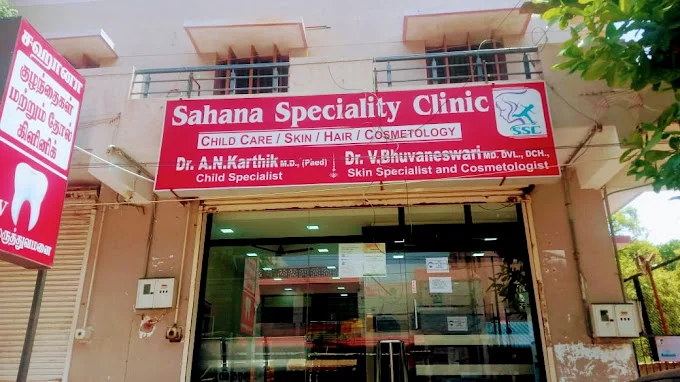 சஹானா
குழந்தைகள்
மற்றும் தோல்
கிளினிக்
Sahana Speciality Clinic
SSC
CHILD CARE / SKIN / HAIR / COSMETOLOGY
Dr. A.N.Karthik M.D., (Paed)
Child Specialist
Dr. V.Bhuvaneswari MD. DVL., DCH.,
Skin Specialist and Cosmetologist